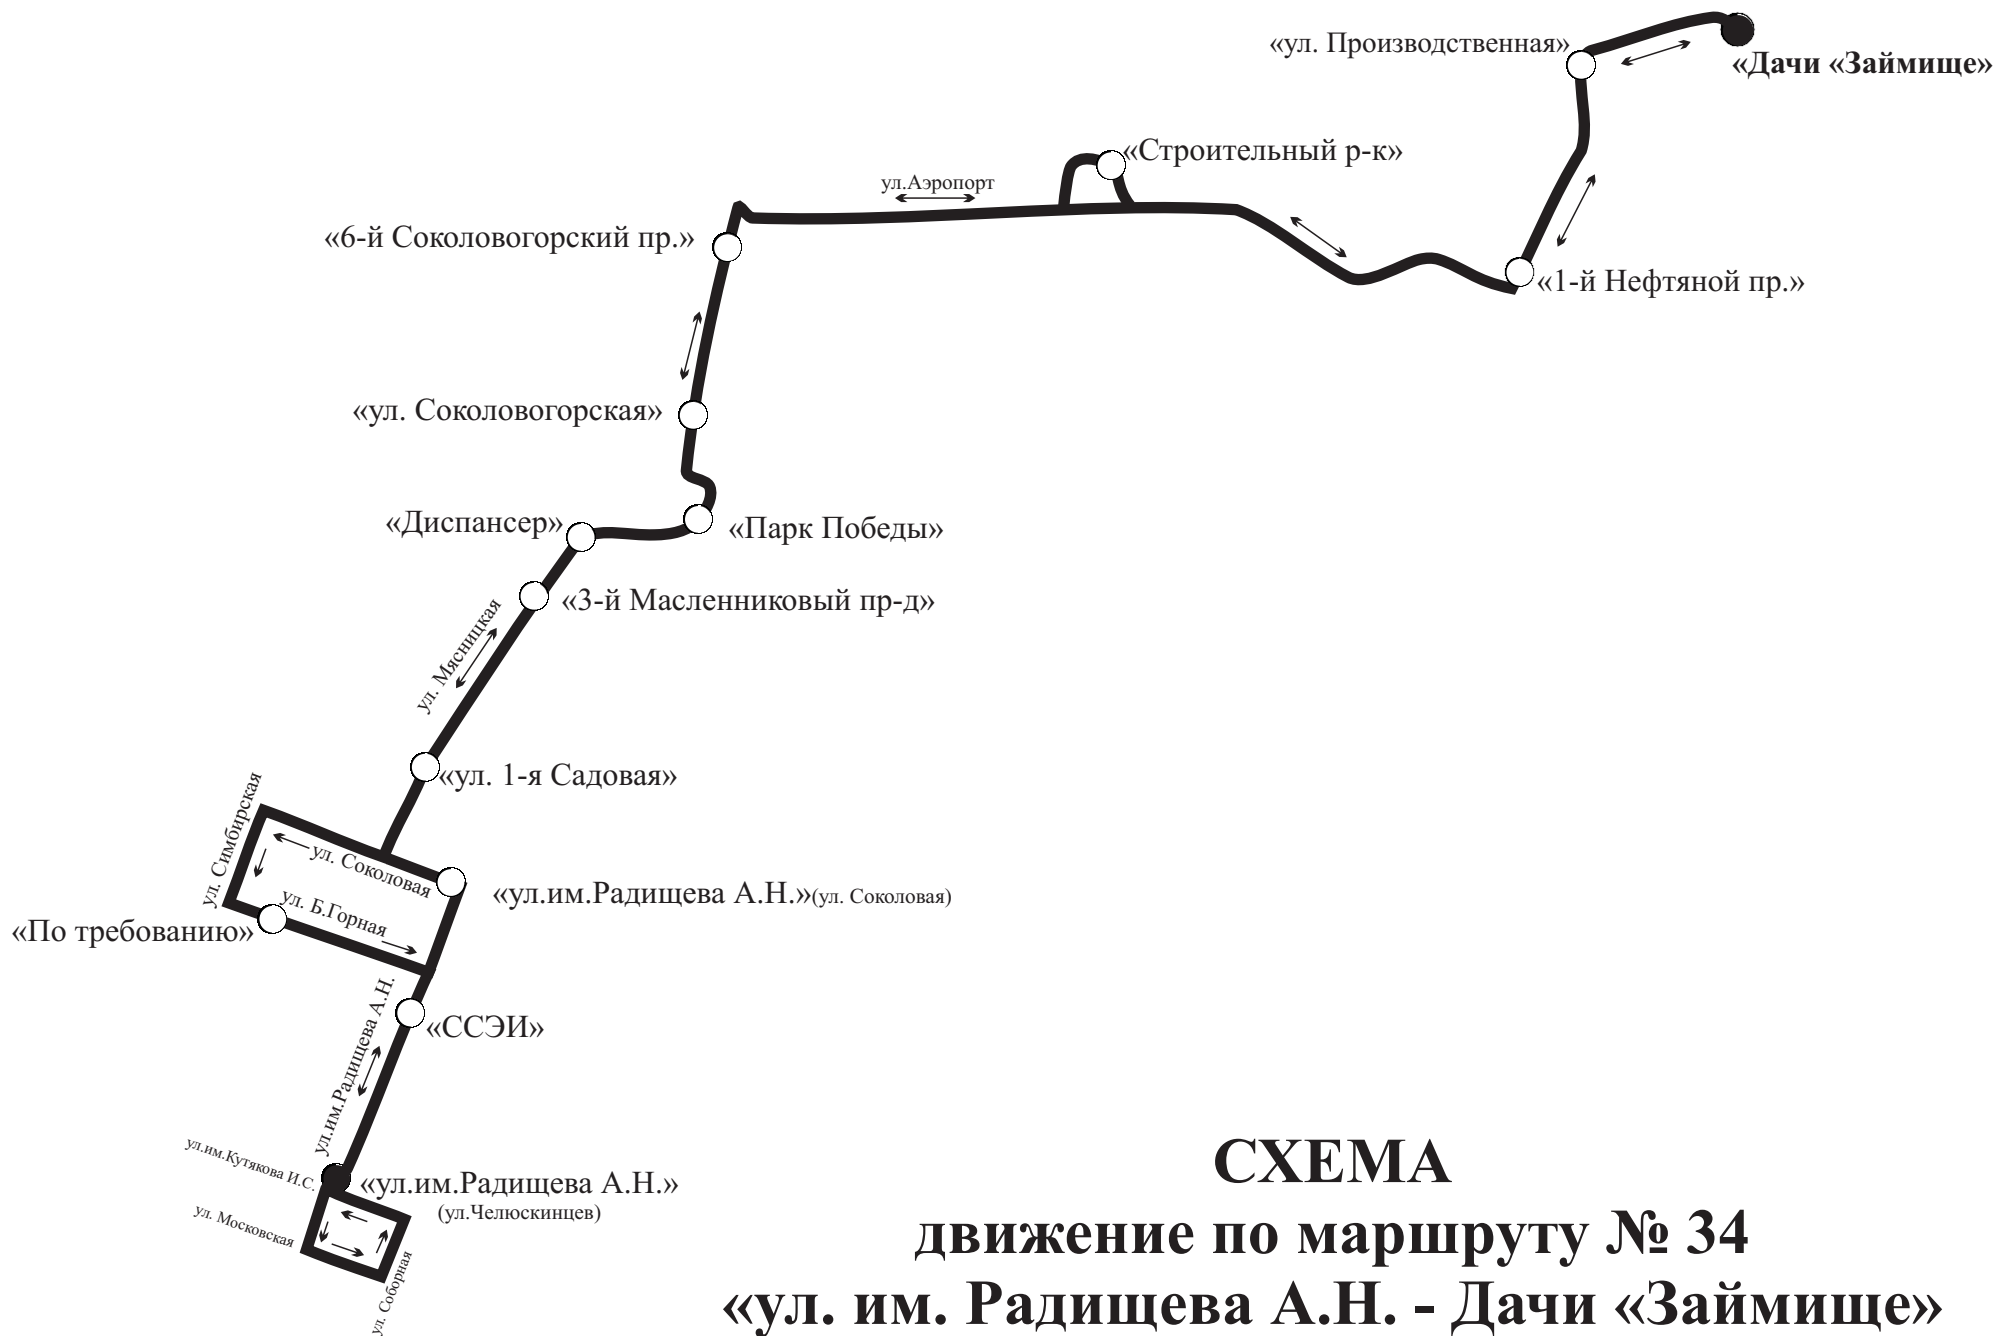 «ул. Производственная»
«Дачи «Займище»
«Строительный р-к»
ул.Аэропорт
«6-й Соколовогорский пр.»
«1-й Нефтяной пр.»
«ул. Соколовогорская»
«Диспансер»
«Парк Победы»
«3-й Масленниковый пр-д»
ул. Мясницкая
«ул. 1-я Садовая»
ул. Симбирская
ул. Соколовая
«ул.им.Радищева А.Н.»(ул. Соколовая)
ул. Б.Горная
«По требованию»
ул.им.Радищева А.Н.
«ССЭИ»
ул.им.Кутякова И.С.
«ул.им.Радищева А.Н.»
(ул.Челюскинцев)
ул. Московская
ул. Соборная
СХЕМА
движение по маршруту № 34
«ул. им. Радищева А.Н. - Дачи «Займище»